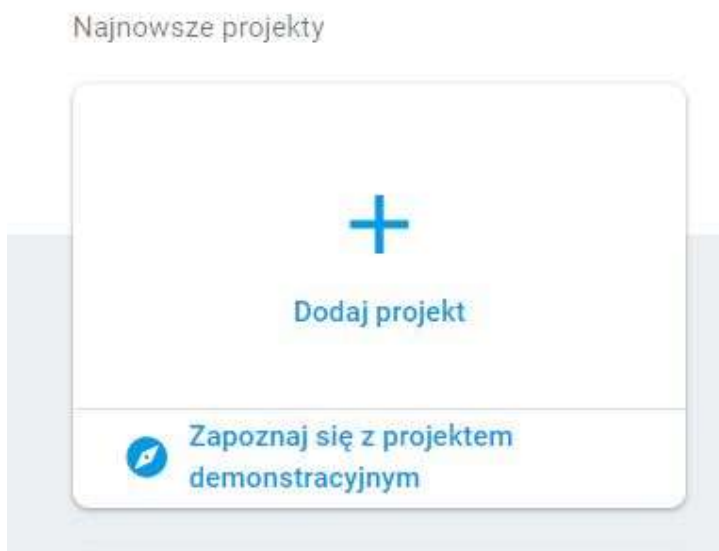 Najnowsze projekty
Dodaj projekt
Zapoznaj się z projektem
demonstracyjnym